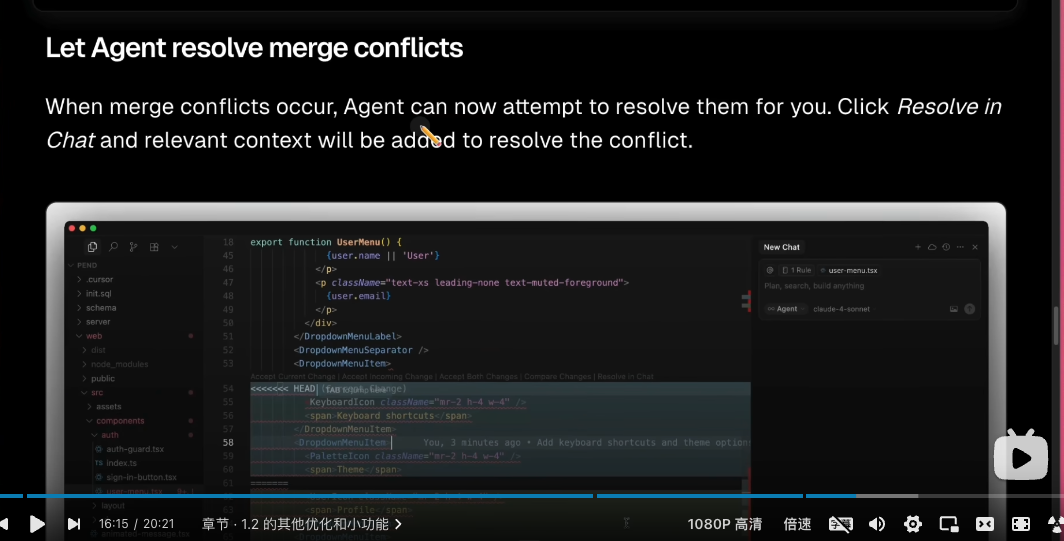 Let Agent resolve merge conflicts
When merge conflicts occur, Agent can now attempt to resolve them for you. Click Resolve in
Chat and relevant context will be added to resolve the conflict.
PEND
.cursor
init.sql
schema
server
web
dist
node_modules
public
src
assets
components
auth
auth-guard.tsx
TS index.ts
sign-in-button.tsx
user-menu.tsx
layout
18 export function UserMenu() {
45 {user.name || 'User'}
46 </p>
47 <p className="text-xs leading-none text-muted-foreground">
48 {user.email}
49 </p>
50 </div>
51 </DropdownMenuLabel>
52 <DropdownMenuSeparator />
53 <DropdownMenuItem>
Accept Current Change | Accept Incoming Change | Accept Both Changes | Compare Changes | Resolve in Chat
54 <<<<<<< HEAD
55 KeyboardIcon className="mr-2 h-4 w-4" />
56 <span>Keyboard shortcuts</span>
57 </DropdownMenuItem>
58 <DropdownMenuItem You, 3 minutes ago • Add keyboard shortcuts and theme option
59 <PaletteIcon className="mr-2 h-4 w-4" />
60 <span>Theme</span>
61 =======
63 <span>Profile</span>
New Chat
1 Rule user-menu.tsx
Plan, search, build anything
Agent claude-4-sonnet
16:15 / 20:21 章节 · 1.2 的其他优化和小功能 1080P 高清 倍速 字幕